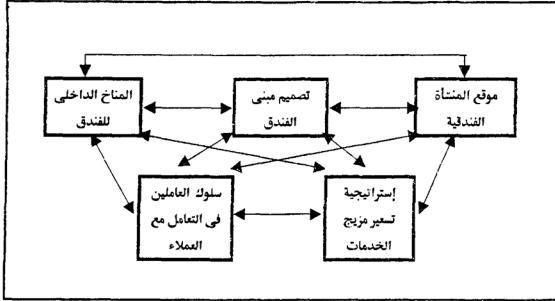 موقع المنشأة
الفندقية
تصميم مبنى
الفندق
المناخ الداخلى
للفندق
إستراتيجية
تسعير مزيج
الخدمات
سلوك العاملين
فى التعامل مع
العملاء